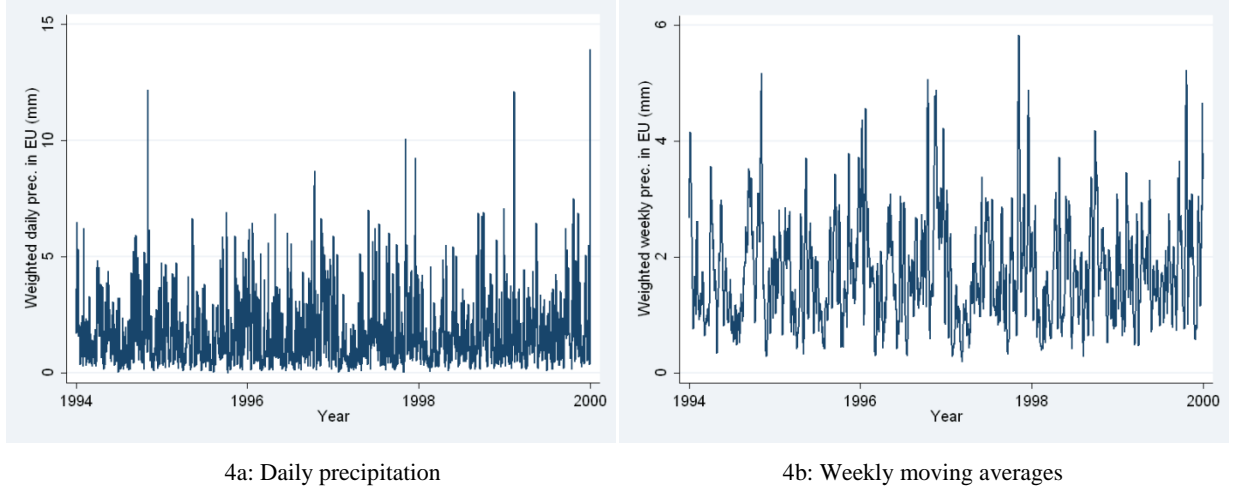 Weighted daily prec. in EU (mm)
15
10
5
0
1994
1996
1998
2000
Year
Weighted weekly prec. in EU (mm)
6
4
2
0
1994
1996
1998
2000
Year
4a: Daily precipitation
4b: Weekly moving averages